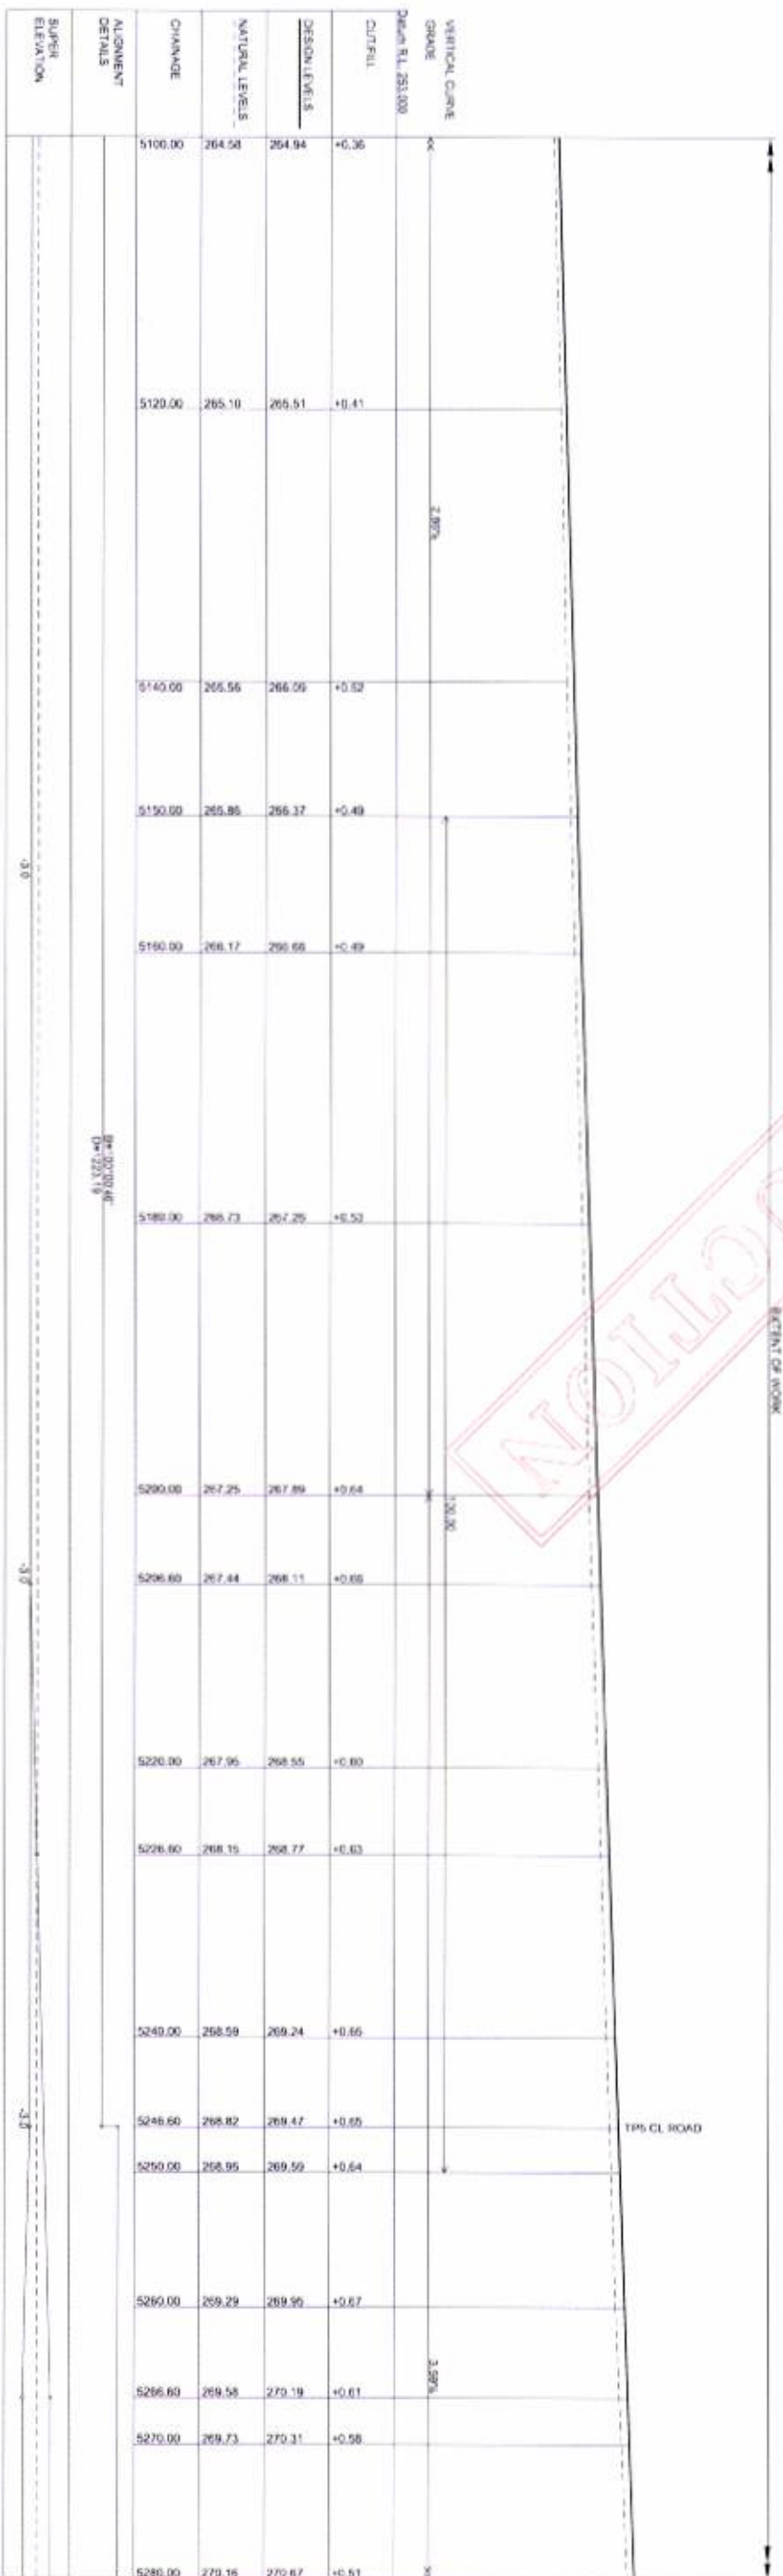 EXTENT OF WORK
TP5 CL ROAD
VERTICAL CURVE
120.00
GRADE
3.58%
Datum R.L. 253.000
CUT/FILL +0.36 +0.41 +0.52 +0.49 +0.49 +0.53 +0.64 +0.60 +0.63 +0.65 +0.65 +0.64 +0.67 +0.61 +0.58 +0.51
DESIGN LEVELS 264.94 265.51 266.09 266.37 266.66 267.25 267.89 268.11 268.55 268.77 269.24 269.47 269.59 269.95 270.19 270.31 270.67
NATURAL LEVELS 264.58 265.10 265.56 265.86 266.17 266.73 267.25 267.44 267.95 268.15 268.59 268.82 268.95 269.29 269.58 269.73 270.16
CHAINAGE 5100.00 5120.00 5140.00 5150.00 5160.00 5180.00 5200.00 5206.60 5220.00 5226.60 5240.00 5246.60 5250.00 5260.00 5266.60 5270.00 5280.00
ALIGNMENT
DETAILS
D=1223.19
SUPER
ELEVATION
-3.0 -3.0 -3.0